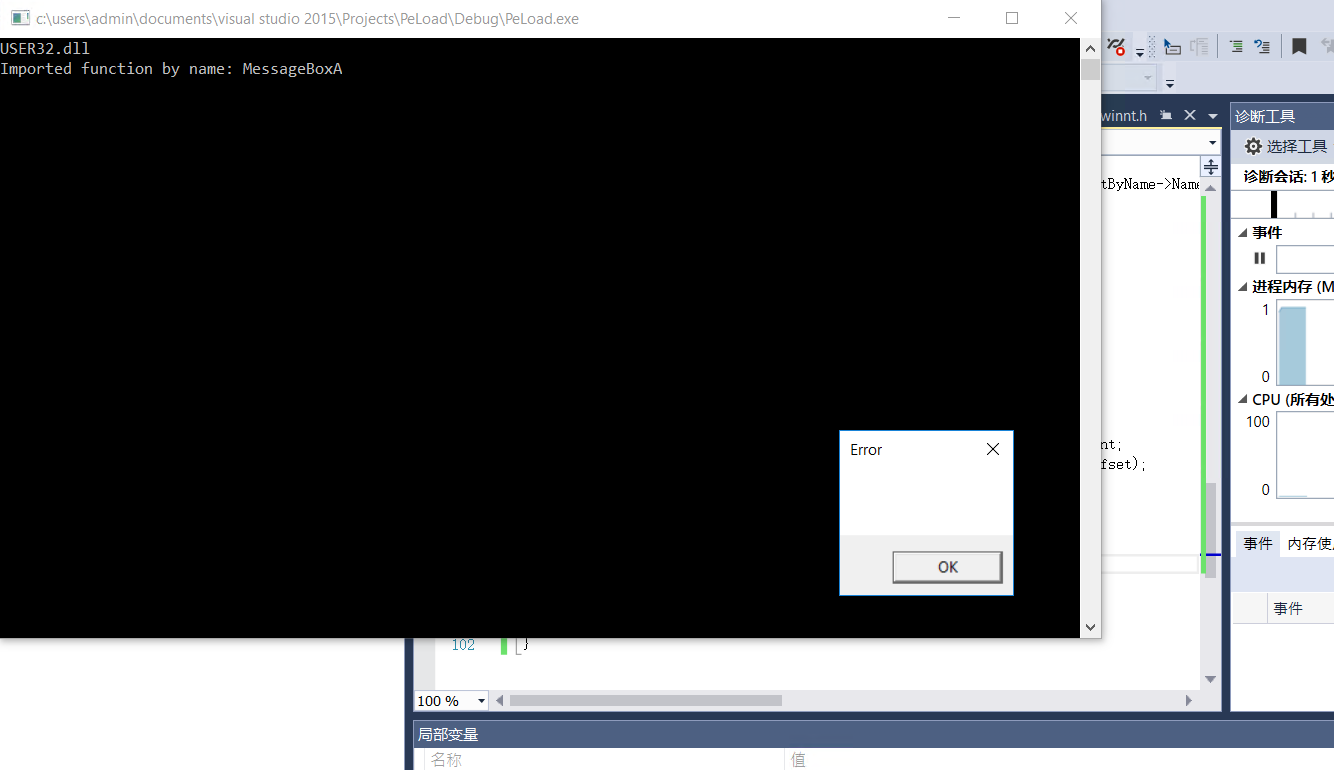 c:\users\admin\documents\visual studio 2015\Projects\PeLoad\Debug\PeLoad.exe
USER32.dll
Imported function by name: MessageBoxA
winnt.h
tByName->Name
nt;
fset);
Error
OK
102
}
100 %
局部变量
名称
值
诊断工具
选择工具
诊断会话: 1 秒
事件
进程内存 (M
1
0
CPU (所有处
100
0
事件
内存使
事件